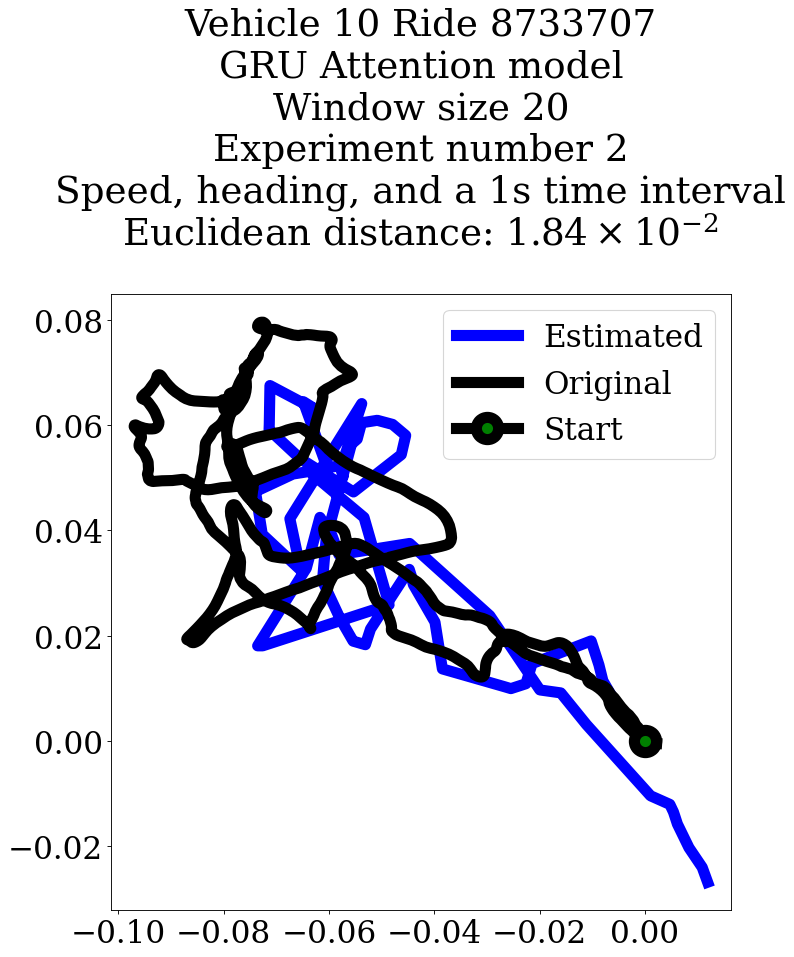 Vehicle 10 Ride 8733707
GRU Attention model
Window size 20
Experiment number 2
Speed, heading, and a 1s time interval
Euclidean distance: 1.84 × 10⁻²
Estimated
Original
Start
0.08
0.06
0.04
0.02
0.00
−0.02
−0.10 −0.08 −0.06 −0.04 −0.02 0.00